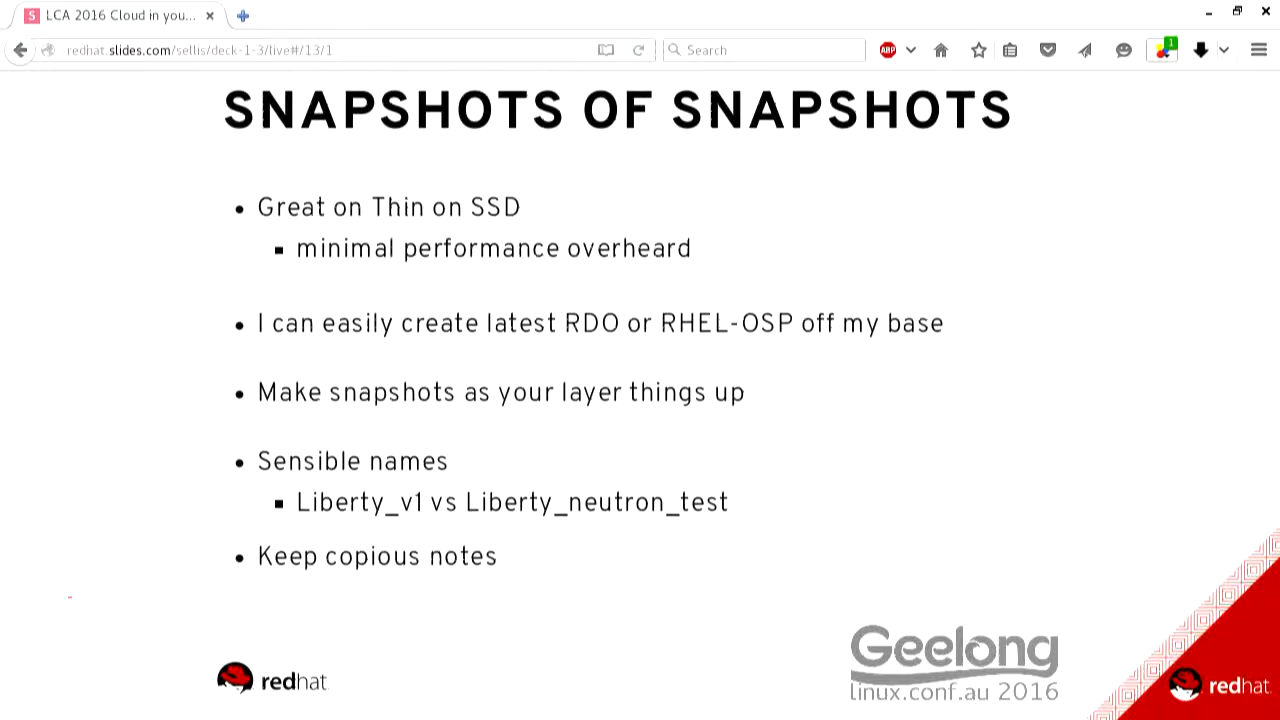 LCA 2016 Cloud in you...
redhat.slides.com/sellis/deck-1-3/live#/13/1
Search
ABP
1
SNAPSHOTS OF SNAPSHOTS
Great on Thin on SSD
minimal performance overheard
I can easily create latest RDO or RHEL-OSP off my base
Make snapshots as your layer things up
Sensible names
Liberty_v1 vs Liberty_neutron_test
Keep copious notes
redhat
Geelong
linux.conf.au 2016
redhat